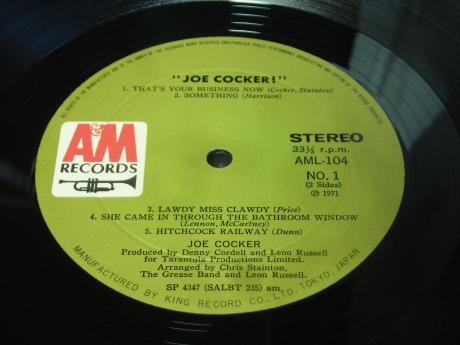 "JOE COCKER!"
1. THAT'S YOUR BUSINESS NOW (Cocker, Stainton)
2. SOMETHING (Harrison)
A&M
RECORDS
STEREO
33⅓ r.p.m.
AML-104
NO. 1
(2 Sides)
℗ 1971
3. LAWDY MISS CLAWDY (Price)
4. SHE CAME IN THROUGH THE BATHROOM WINDOW
(Lennon, McCartney)
5. HITCHCOCK RAILWAY (Dunn)
JOE COCKER
Produced by Denny Cordell and Leon Russell
for Tarantula Productions Limited.
Arranged by Chris Stainton,
The Grease Band and Leon Russell.
SP 4347 (SALBT 235) am
MANUFACTURED BY KING RECORD CO., LTD. TOKYO, JAPAN